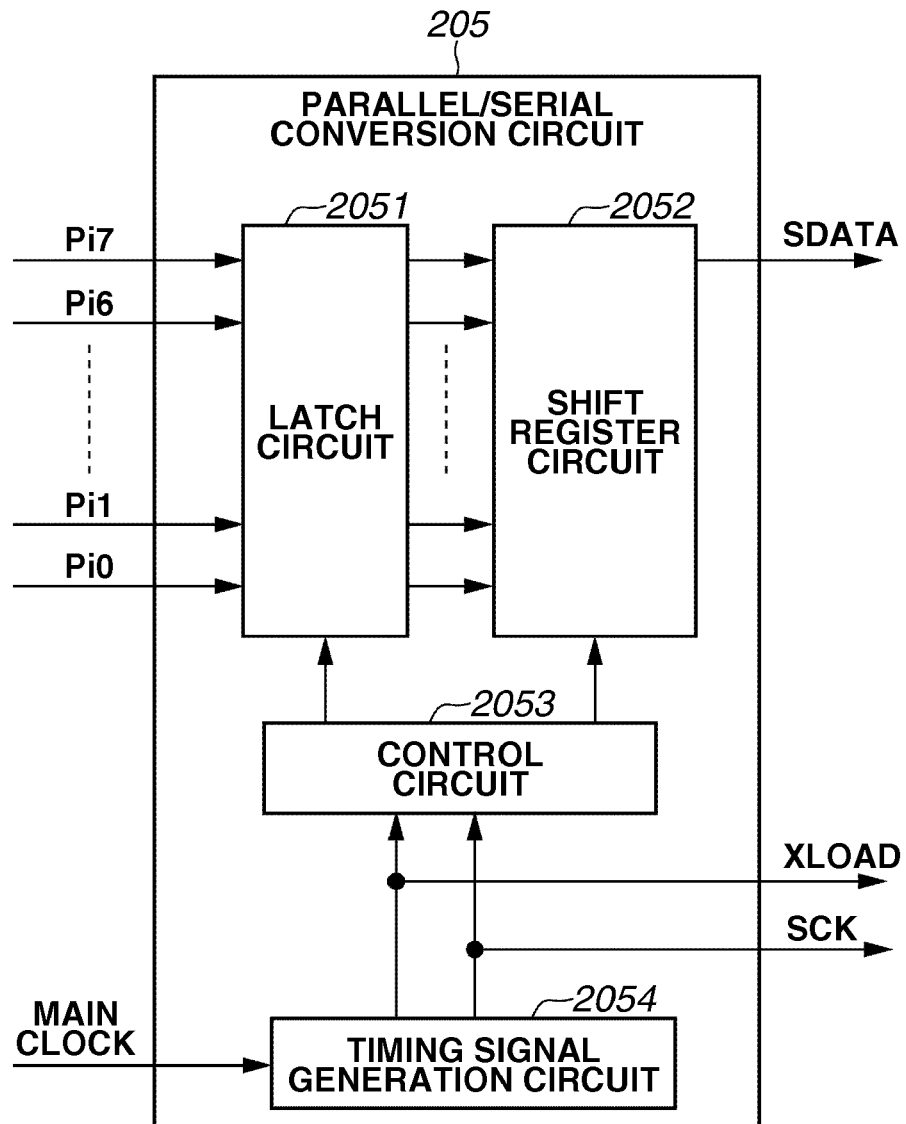 205
PARALLEL/SERIAL
CONVERSION CIRCUIT
2051
2052
Pi7
SDATA
Pi6
LATCH
CIRCUIT
SHIFT
REGISTER
CIRCUIT
Pi1
Pi0
2053
CONTROL
CIRCUIT
XLOAD
SCK
2054
MAIN
CLOCK
TIMING SIGNAL
GENERATION CIRCUIT